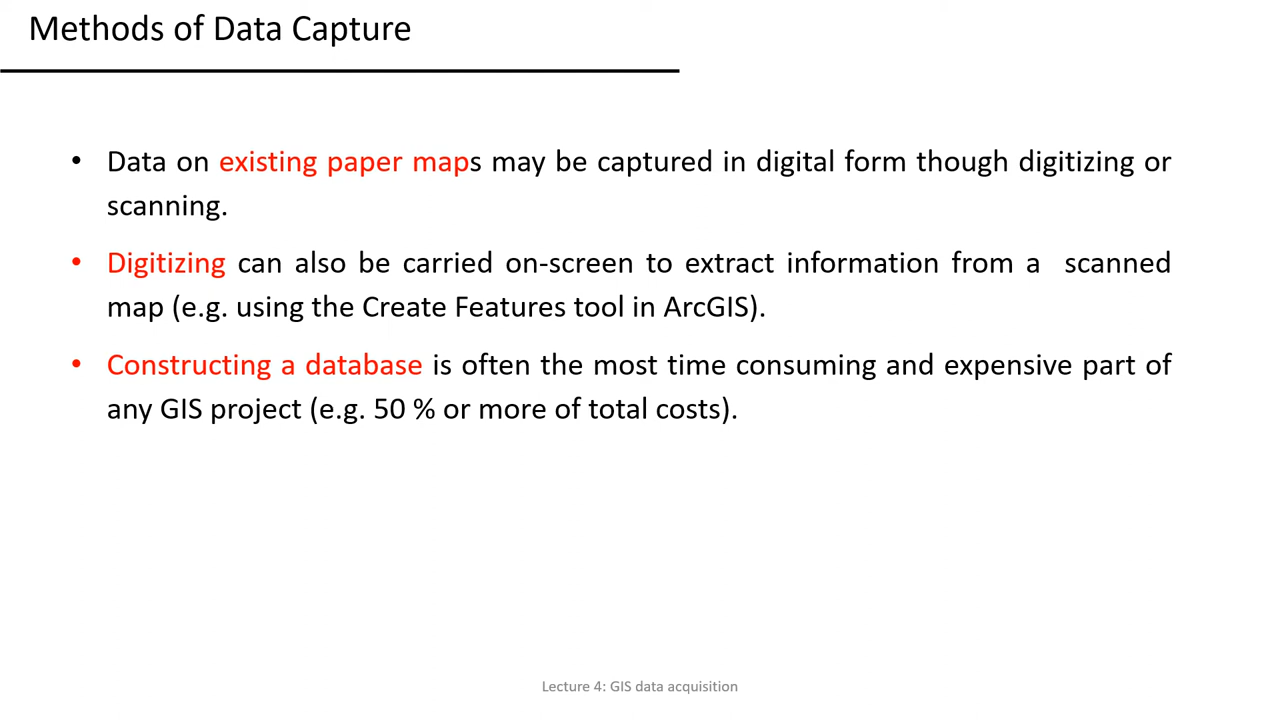 Methods of Data Capture
• Data on existing paper maps may be captured in digital form though digitizing or
scanning.
• Digitizing can also be carried on-screen to extract information from a scanned
map (e.g. using the Create Features tool in ArcGIS).
• Constructing a database is often the most time consuming and expensive part of
any GIS project (e.g. 50 % or more of total costs).
Lecture 4: GIS data acquisition